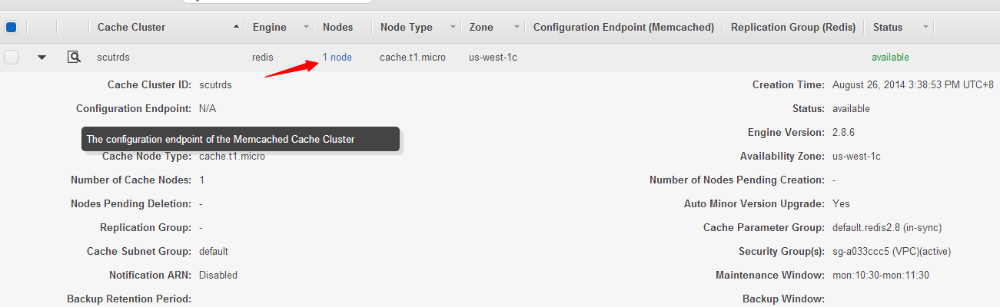 Cache Cluster Engine Nodes Node Type Zone Configuration Endpoint (Memcached) Replication Group (Redis) Status
scutrds redis 1 node cache.t1.micro us-west-1c available
Cache Cluster ID: scutrds Creation Time: August 26, 2014 3:38:53 PM UTC+8
Configuration Endpoint: N/A Status: available
Engine Version: 2.8.6
The configuration endpoint of the Memcached Cache Cluster
Cache Node Type: cache.t1.micro Availability Zone: us-west-1c
Number of Cache Nodes: 1 Number of Nodes Pending Creation: -
Nodes Pending Deletion: - Auto Minor Version Upgrade: Yes
Replication Group: - Cache Parameter Group: default.redis2.8 (in-sync)
Cache Subnet Group: default Security Group(s): sg-a033ccc5 (VPC)(active)
Notification ARN: Disabled Maintenance Window: mon:10:30-mon:11:30
Backup Retention Period: Backup Window: